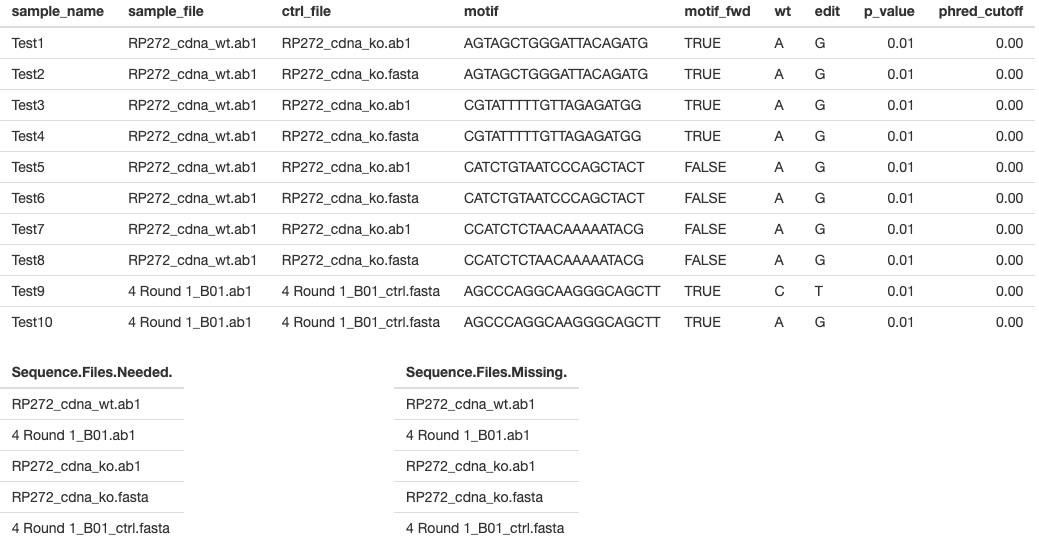 sample_name sample_file ctrl_file motif motif_fwd wt edit p_value phred_cutoff
Test1 RP272_cdna_wt.ab1 RP272_cdna_ko.ab1 AGTAGCTGGGATTACAGATG TRUE A G 0.01 0.00
Test2 RP272_cdna_wt.ab1 RP272_cdna_ko.fasta AGTAGCTGGGATTACAGATG TRUE A G 0.01 0.00
Test3 RP272_cdna_wt.ab1 RP272_cdna_ko.ab1 CGTATTTTTGTTAGAGATGG TRUE A G 0.01 0.00
Test4 RP272_cdna_wt.ab1 RP272_cdna_ko.fasta CGTATTTTTGTTAGAGATGG TRUE A G 0.01 0.00
Test5 RP272_cdna_wt.ab1 RP272_cdna_ko.ab1 CATCTGTAATCCCAGCTACT FALSE A G 0.01 0.00
Test6 RP272_cdna_wt.ab1 RP272_cdna_ko.fasta CATCTGTAATCCCAGCTACT FALSE A G 0.01 0.00
Test7 RP272_cdna_wt.ab1 RP272_cdna_ko.ab1 CCATCTCTAACAAAAATACG FALSE A G 0.01 0.00
Test8 RP272_cdna_wt.ab1 RP272_cdna_ko.fasta CCATCTCTAACAAAAATACG FALSE A G 0.01 0.00
Test9 4 Round 1_B01.ab1 4 Round 1_B01_ctrl.fasta AGCCCAGGCAAGGGCAGCTT TRUE C T 0.01 0.00
Test10 4 Round 1_B01.ab1 4 Round 1_B01_ctrl.fasta AGCCCAGGCAAGGGCAGCTT TRUE A G 0.01 0.00
Sequence.Files.Needed. Sequence.Files.Missing.
RP272_cdna_wt.ab1 RP272_cdna_wt.ab1
4 Round 1_B01.ab1 4 Round 1_B01.ab1
RP272_cdna_ko.ab1 RP272_cdna_ko.ab1
RP272_cdna_ko.fasta RP272_cdna_ko.fasta
4 Round 1_B01_ctrl.fasta 4 Round 1_B01_ctrl.fasta